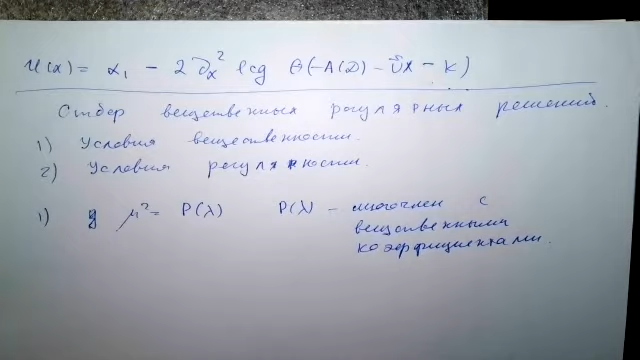 u(x) = α₁ − 2 ∂ₓ² log θ(−A(D) − Ūx − K)
Отбор вещественных регулярных решений.
1) Условия вещественности.
2) Условия регулярности.
1) μ² = P(λ) P(λ) − многочлен с
вещественными
коэффициентами.